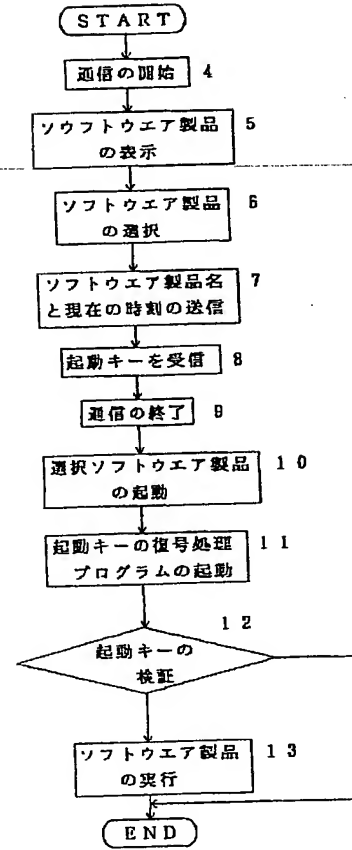 START
通信の開始 4
ソウフトウエア製品 5
の表示
ソフトウエア製品 6
の選択
ソフトウエア製品名 7
と現在の時刻の送信
起動キーを受信 8
通信の終了 9
選択ソフトウエア製品 10
の起動
起動キーの復号処理 11
プログラムの起動
12
起動キーの
検証
ソフトウエア製品 13
の実行
END